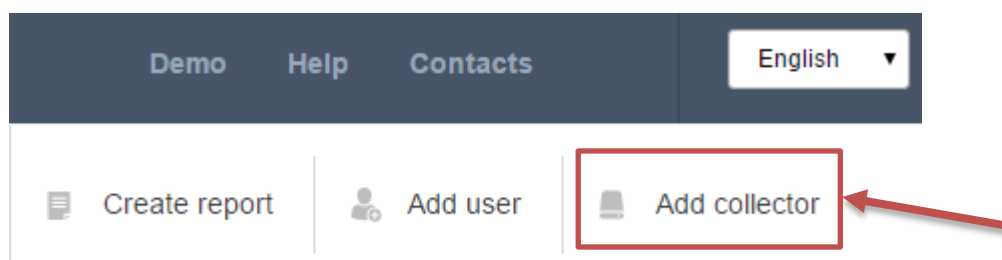 Demo Help Contacts English
Create report Add user Add collector